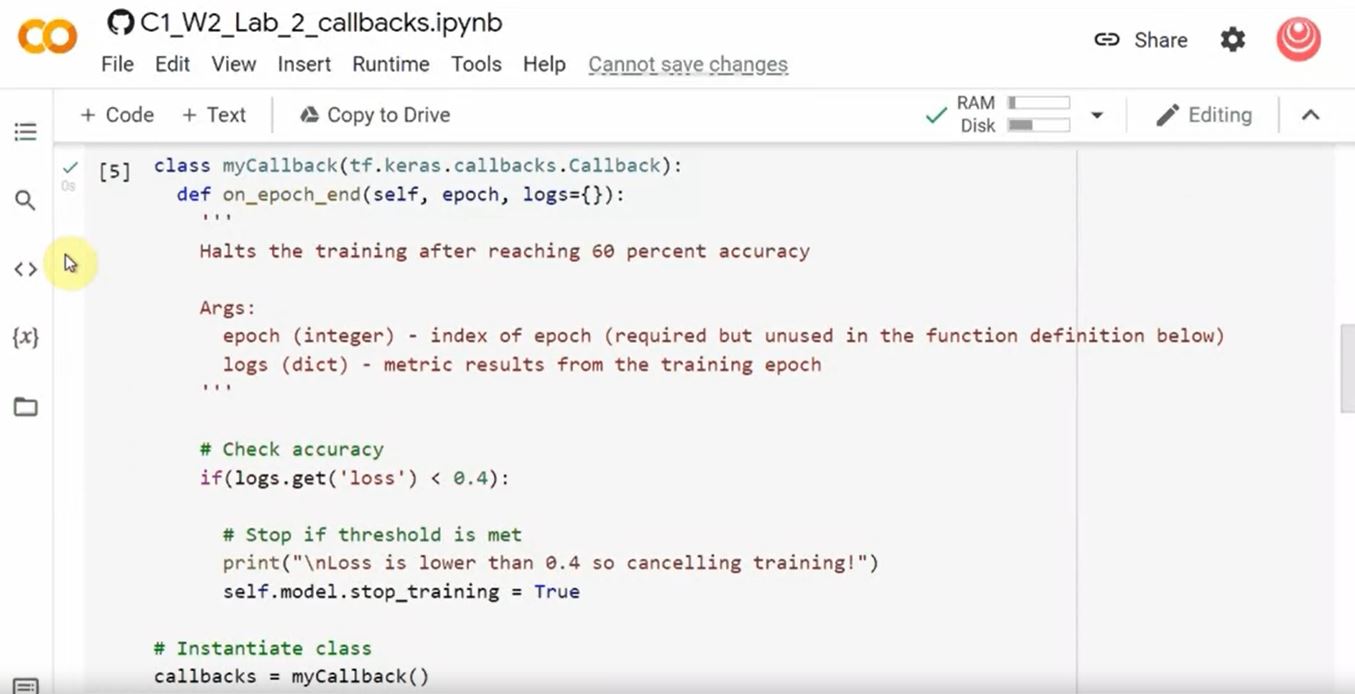 C1_W2_Lab_2_callbacks.ipynb
Share
File Edit View Insert Runtime Tools Help Cannot save changes
+ Code + Text Copy to Drive
RAM
Disk
Editing
0s
[5] class myCallback(tf.keras.callbacks.Callback):
def on_epoch_end(self, epoch, logs={}):
'''
Halts the training after reaching 60 percent accuracy
Args:
epoch (integer) - index of epoch (required but unused in the function definition below)
logs (dict) - metric results from the training epoch
'''
# Check accuracy
if(logs.get('loss') < 0.4):
# Stop if threshold is met
print("\nLoss is lower than 0.4 so cancelling training!")
self.model.stop_training = True
# Instantiate class
callbacks = myCallback()